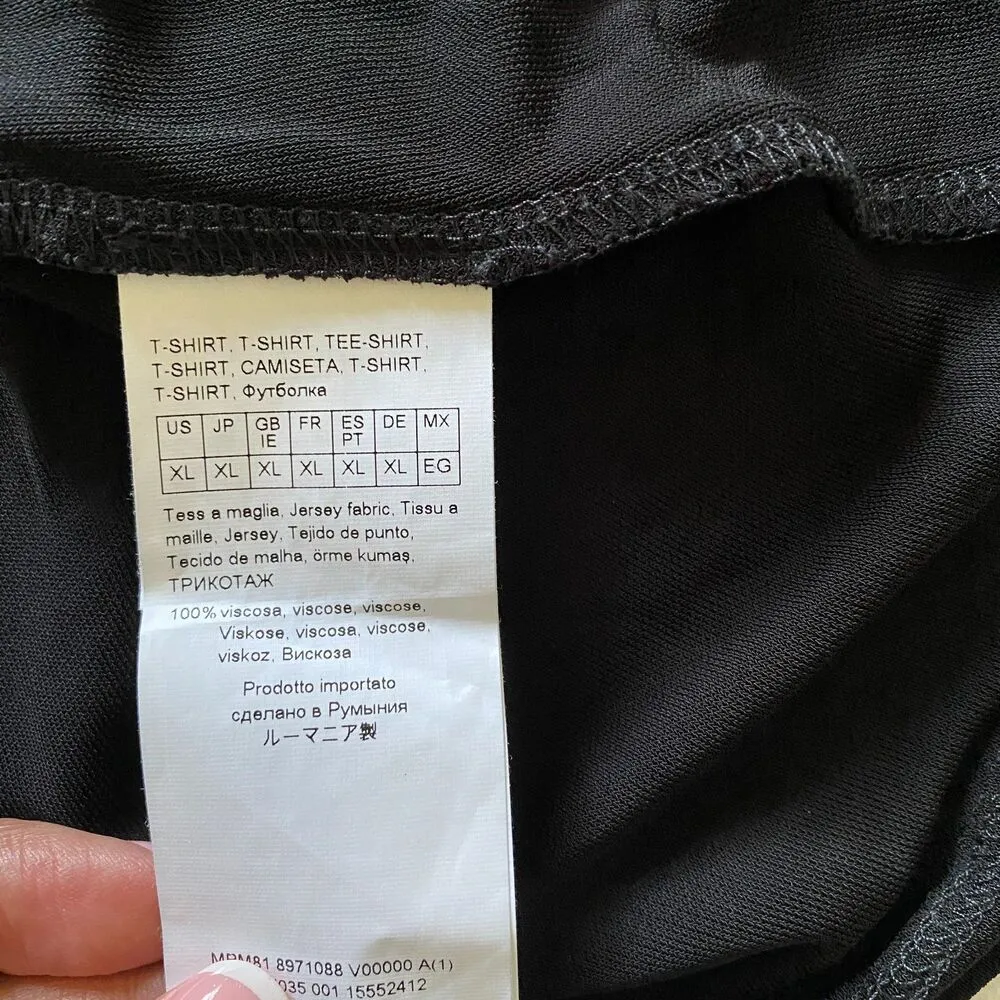 T-SHIRT, T-SHIRT, TEE-SHIRT,
T-SHIRT, CAMISETA, T-SHIRT,
T-SHIRT, Футболка
US JP GB IE FR ES PT DE MX
XL XL XL XL XL XL EG
Tess a maglia, Jersey fabric, Tissu a
maille, Jersey, Tejido de punto,
Tecido de malha, örme kumaş,
ТРИКОТАЖ
100% viscosa, viscose, viscose,
Viskose, viscosa, viscose,
viskoz, Вискоза
Prodotto importato
сделано в Румыния
ルーマニア製
8971088 V00000 A(1)
001 15552412